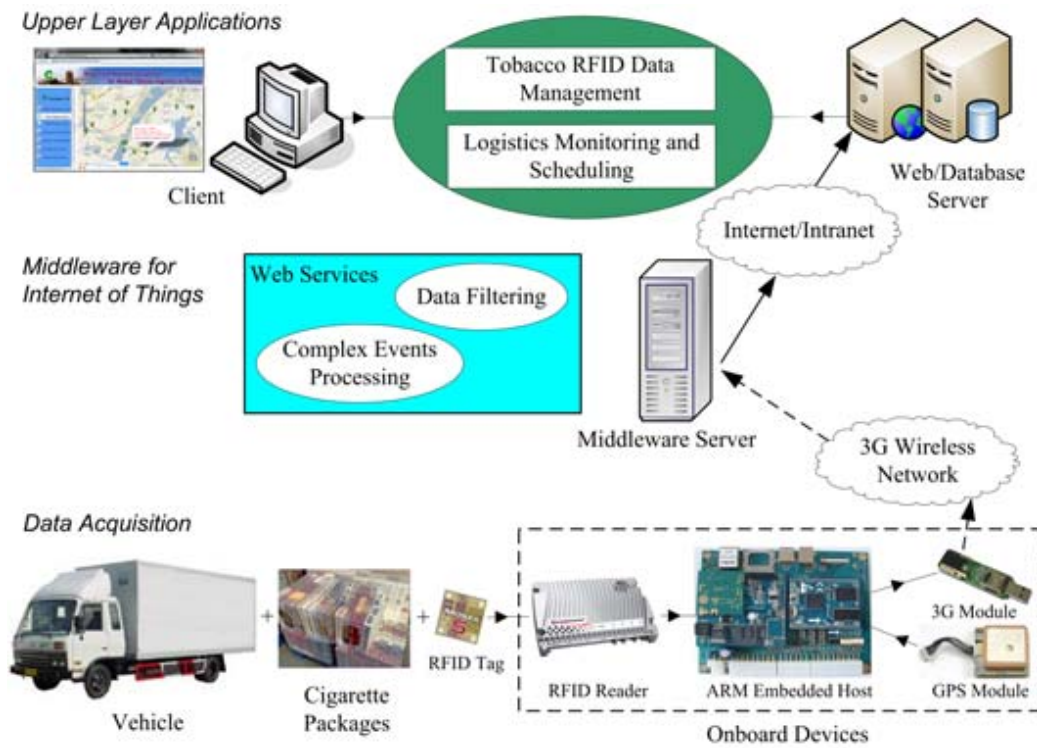 Upper Layer Applications
Tobacco RFID Data
Management
Logistics Monitoring and
Scheduling
Client
Web/Database
Server
Internet/Intranet
Middleware for
Internet of Things
Web Services
Data Filtering
Complex Events
Processing
Middleware Server
3G Wireless
Network
Data Acquisition
+
+
RFID Tag
Vehicle
Cigarette
Packages
RFID Reader
ARM Embedded Host
3G Module
GPS Module
Onboard Devices